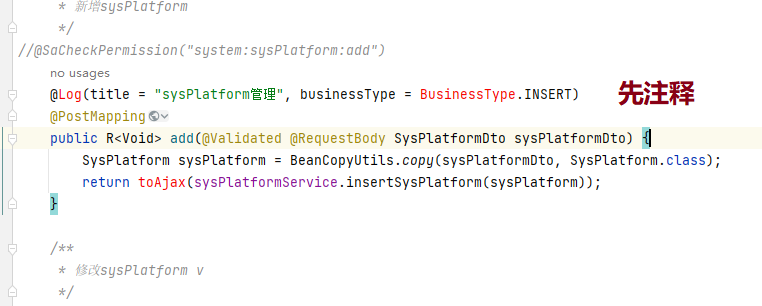 * 新增sysPlatform
*/
//@SaCheckPermission("system:sysPlatform:add")
no usages
@Log(title = "sysPlatform管理", businessType = BusinessType.INSERT)
先注释
@PostMapping
public R<Void> add(@Validated @RequestBody SysPlatformDto sysPlatformDto) {
SysPlatform sysPlatform = BeanCopyUtils.copy(sysPlatformDto, SysPlatform.class);
return toAjax(sysPlatformService.insertSysPlatform(sysPlatform));
}
/**
* 修改sysPlatform v
*/